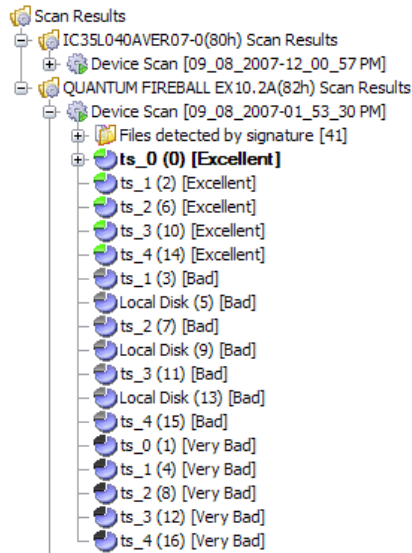 Scan Results
IC35L040AVER07-0(80h) Scan Results
Device Scan [09_08_2007-12_00_57 PM]
QUANTUM FIREBALL EX10.2A(82h) Scan Results
Device Scan [09_08_2007-01_53_30 PM]
Files detected by signature [41]
ts_0 (0) [Excellent]
ts_1 (2) [Excellent]
ts_2 (6) [Excellent]
ts_3 (10) [Excellent]
ts_4 (14) [Excellent]
ts_1 (3) [Bad]
Local Disk (5) [Bad]
ts_2 (7) [Bad]
Local Disk (9) [Bad]
ts_3 (11) [Bad]
Local Disk (13) [Bad]
ts_4 (15) [Bad]
ts_0 (1) [Very Bad]
ts_1 (4) [Very Bad]
ts_2 (8) [Very Bad]
ts_3 (12) [Very Bad]
ts_4 (16) [Very Bad]